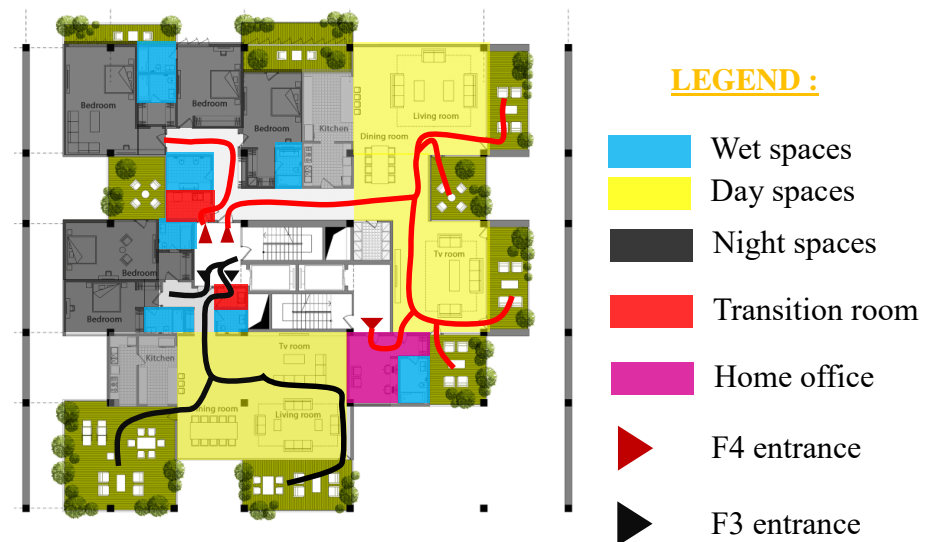 Bedroom
Bedroom
Bedroom
Kitchen
Living room
Dining room
Bedroom
Tv room
Bedroom
Kitchen
Tv room
Dining room
Living room
LEGEND :
Wet spaces
Day spaces
Night spaces
Transition room
Home office
F4 entrance
F3 entrance